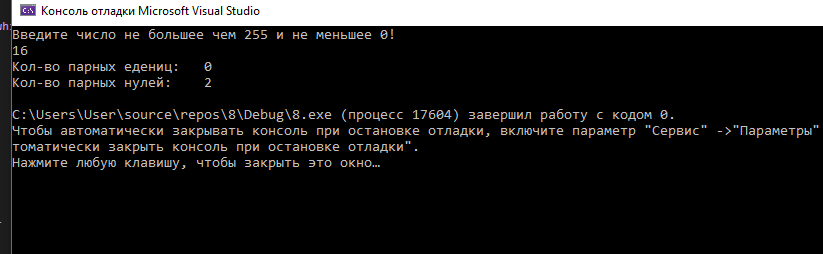 Консоль отладки Microsoft Visual Studio
Введите число не большее чем 255 и не меньшее 0!
16
Кол-во парных едениц: 0
Кол-во парных нулей: 2
C:\Users\User\source\repos\8\Debug\8.exe (процесс 17604) завершил работу с кодом 0.
Чтобы автоматически закрывать консоль при остановке отладки, включите параметр "Сервис" ->"Параметры"
томатически закрыть консоль при остановке отладки".
Нажмите любую клавишу, чтобы закрыть это окно…